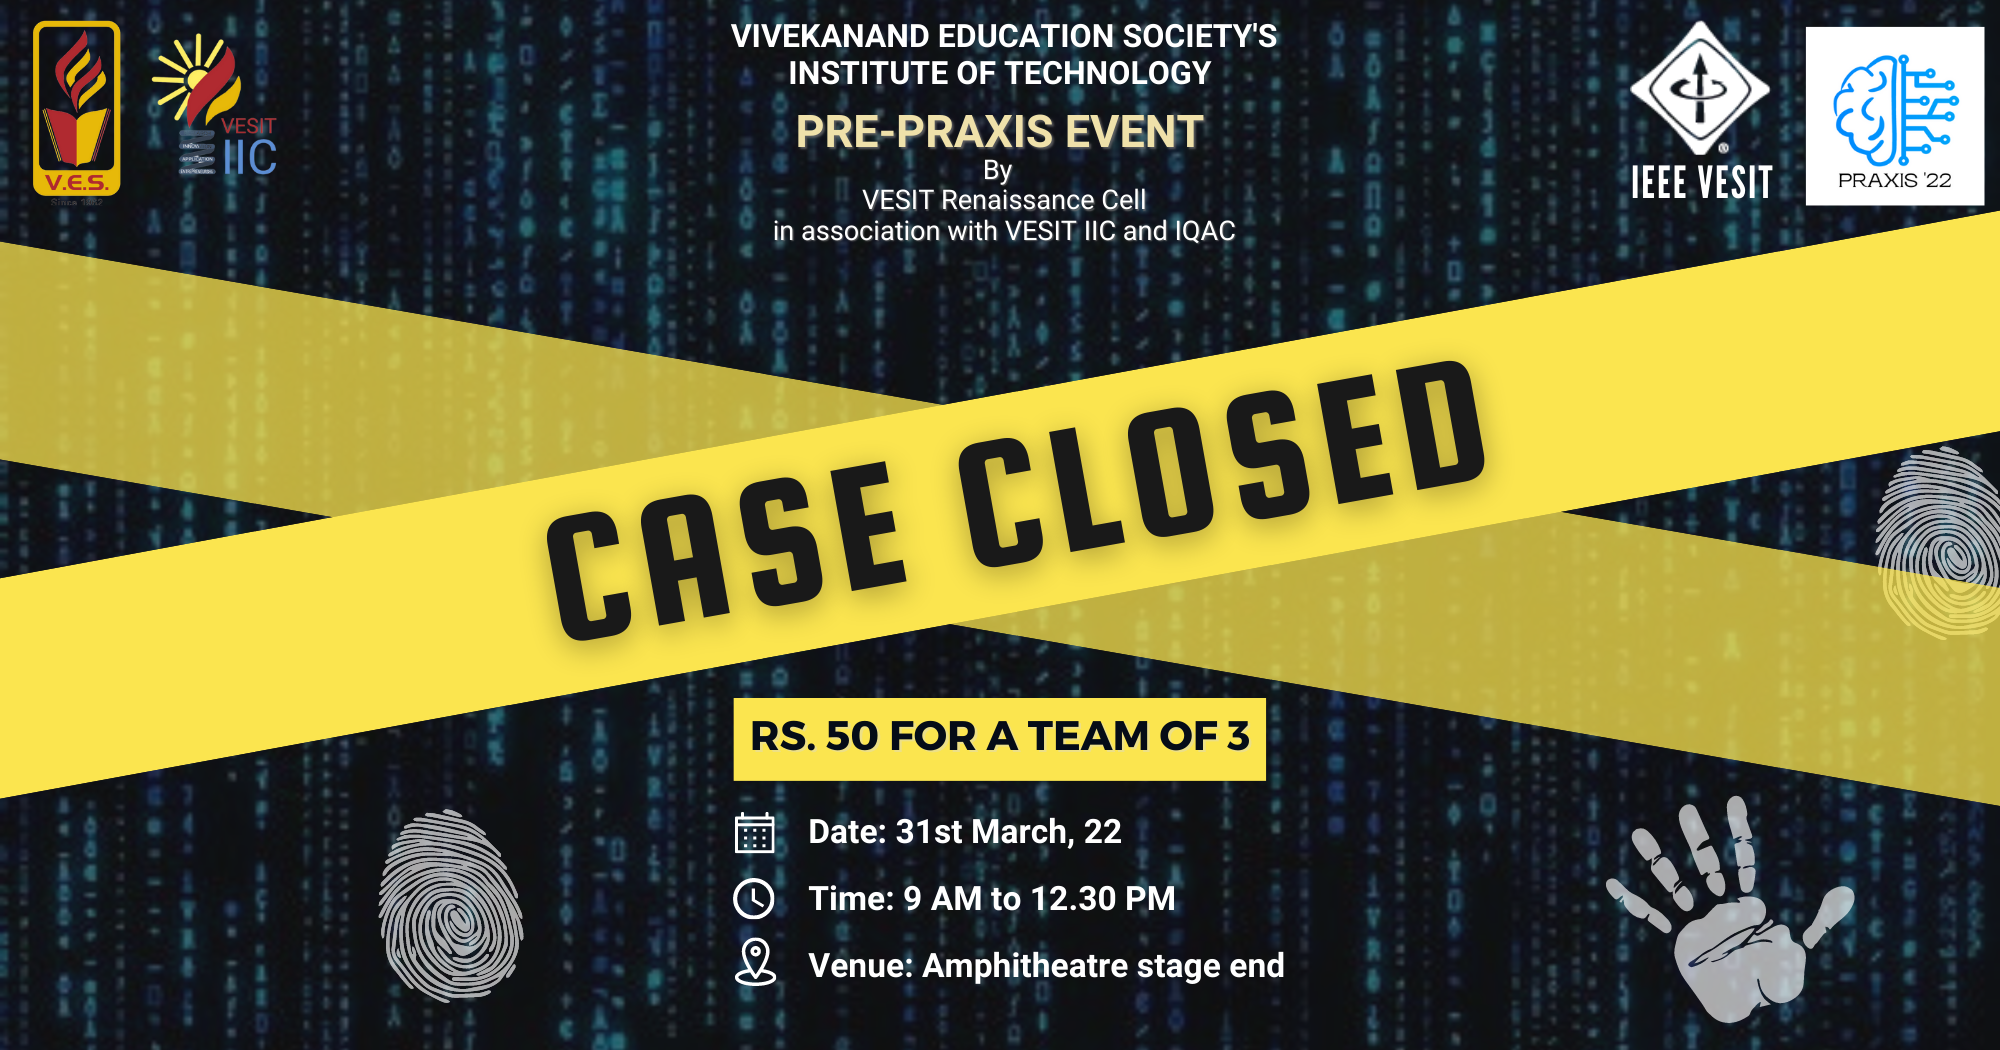 V.E.S.
Since 1962
VESIT
IIC
VIVEKANAND EDUCATION SOCIETY'S
INSTITUTE OF TECHNOLOGY
PRE-PRAXIS EVENT
By
VESIT Renaissance Cell
in association with VESIT IIC and IQAC
®
IEEE VESIT
PRAXIS '22
CASE CLOSED
RS. 50 FOR A TEAM OF 3
Date: 31st March, 22
Time: 9 AM to 12.30 PM
Venue: Amphitheatre stage end